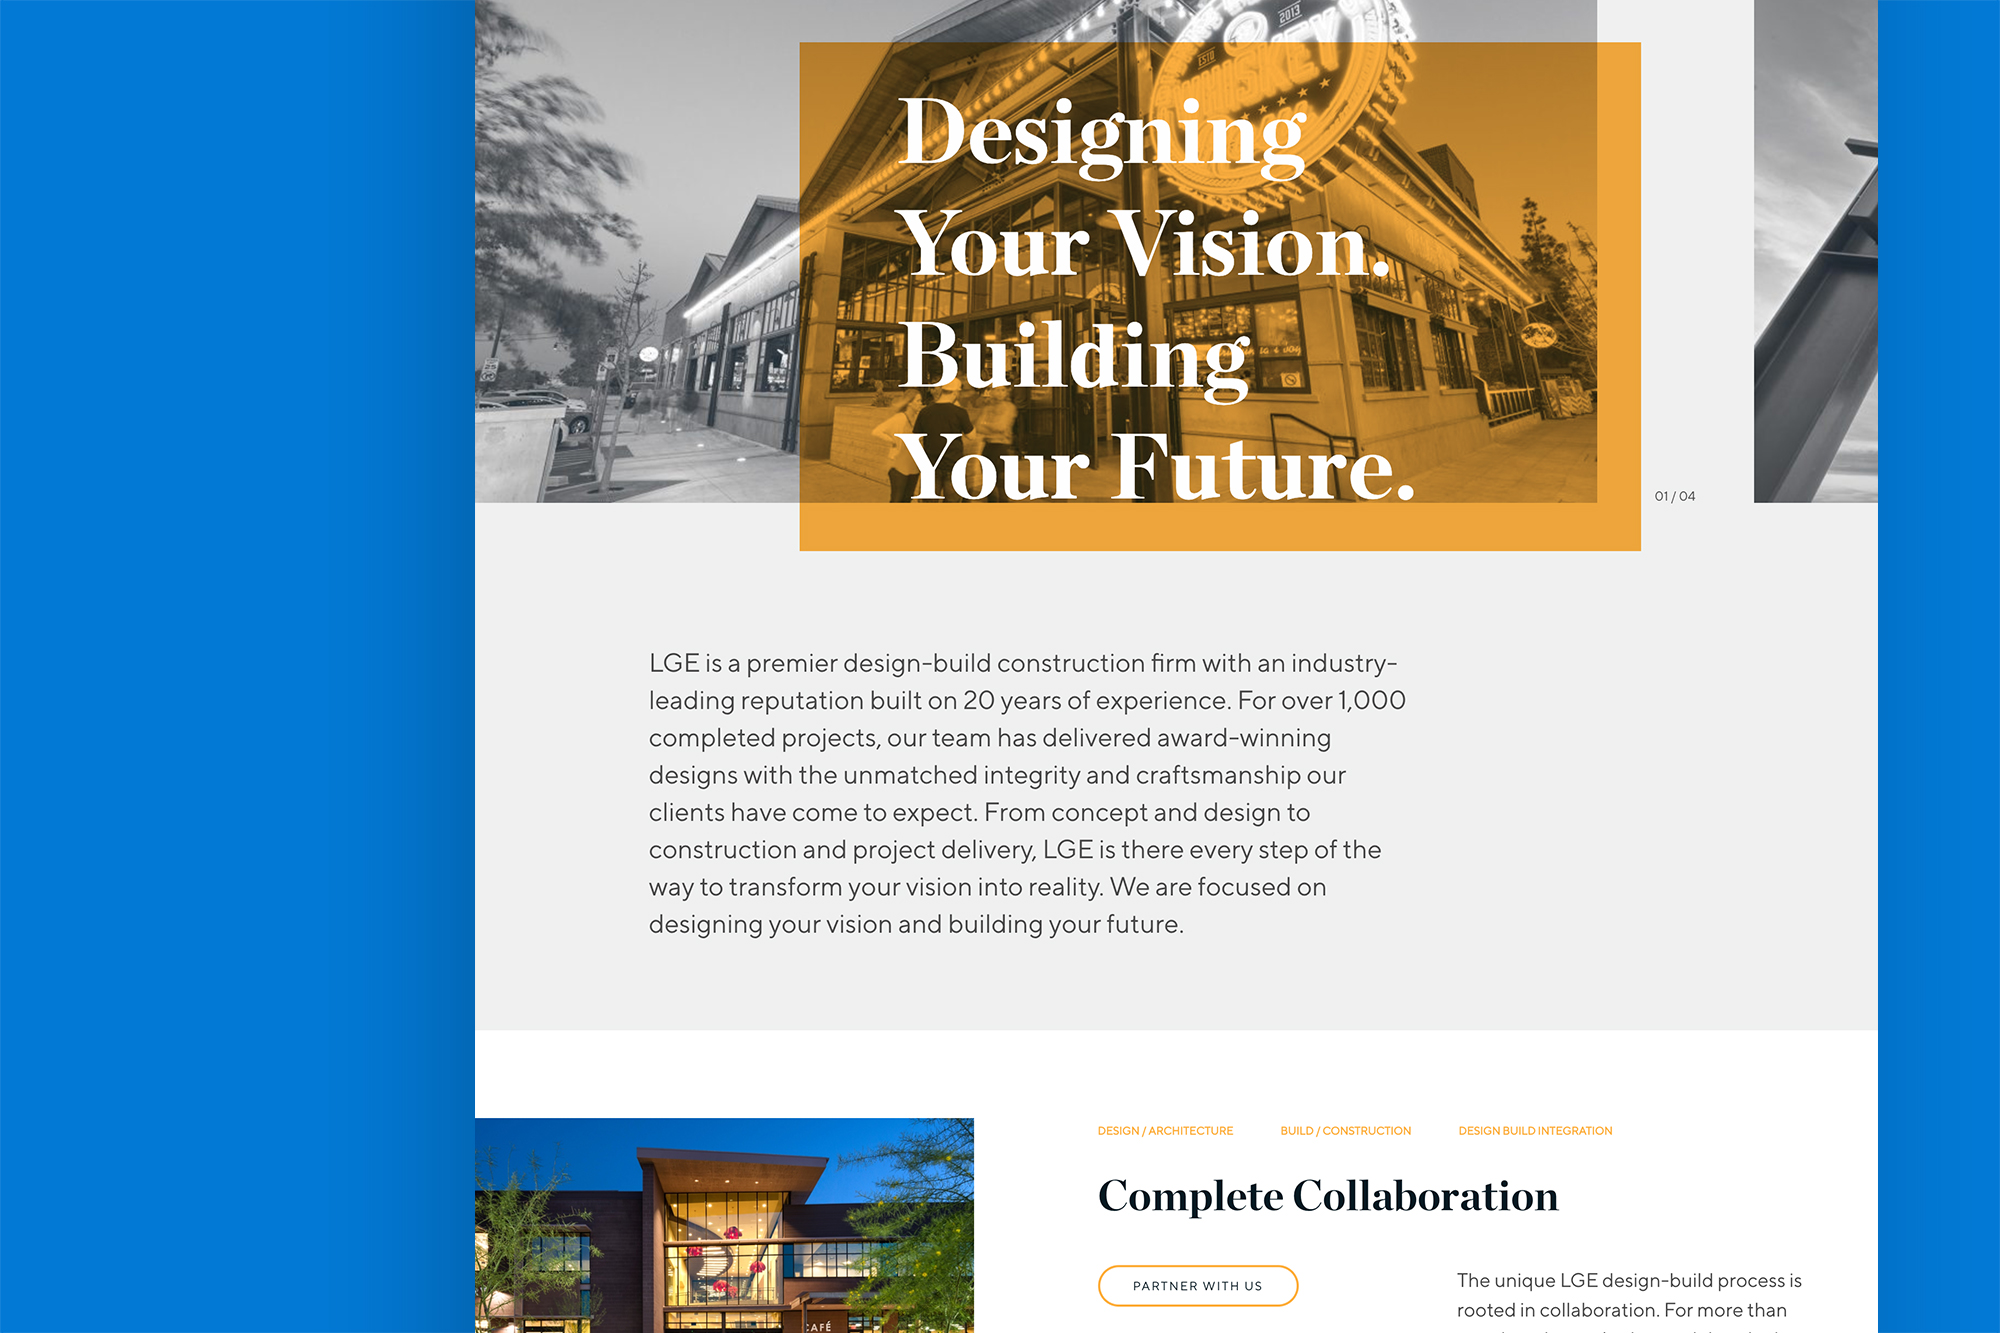 2013
ESTD
WHISKEY
Designing
Your Vision.
Building
Your Future.
25
01 / 04
LGE is a premier design-build construction firm with an industry-
leading reputation built on 20 years of experience. For over 1,000
completed projects, our team has delivered award-winning
designs with the unmatched integrity and craftsmanship our
clients have come to expect. From concept and design to
construction and project delivery, LGE is there every step of the
way to transform your vision into reality. We are focused on
designing your vision and building your future.
DESIGN / ARCHITECTURE BUILD / CONSTRUCTION DESIGN BUILD INTEGRATION
Complete Collaboration
PARTNER WITH US
The unique LGE design-build process is
rooted in collaboration. For more than
CAFÉ